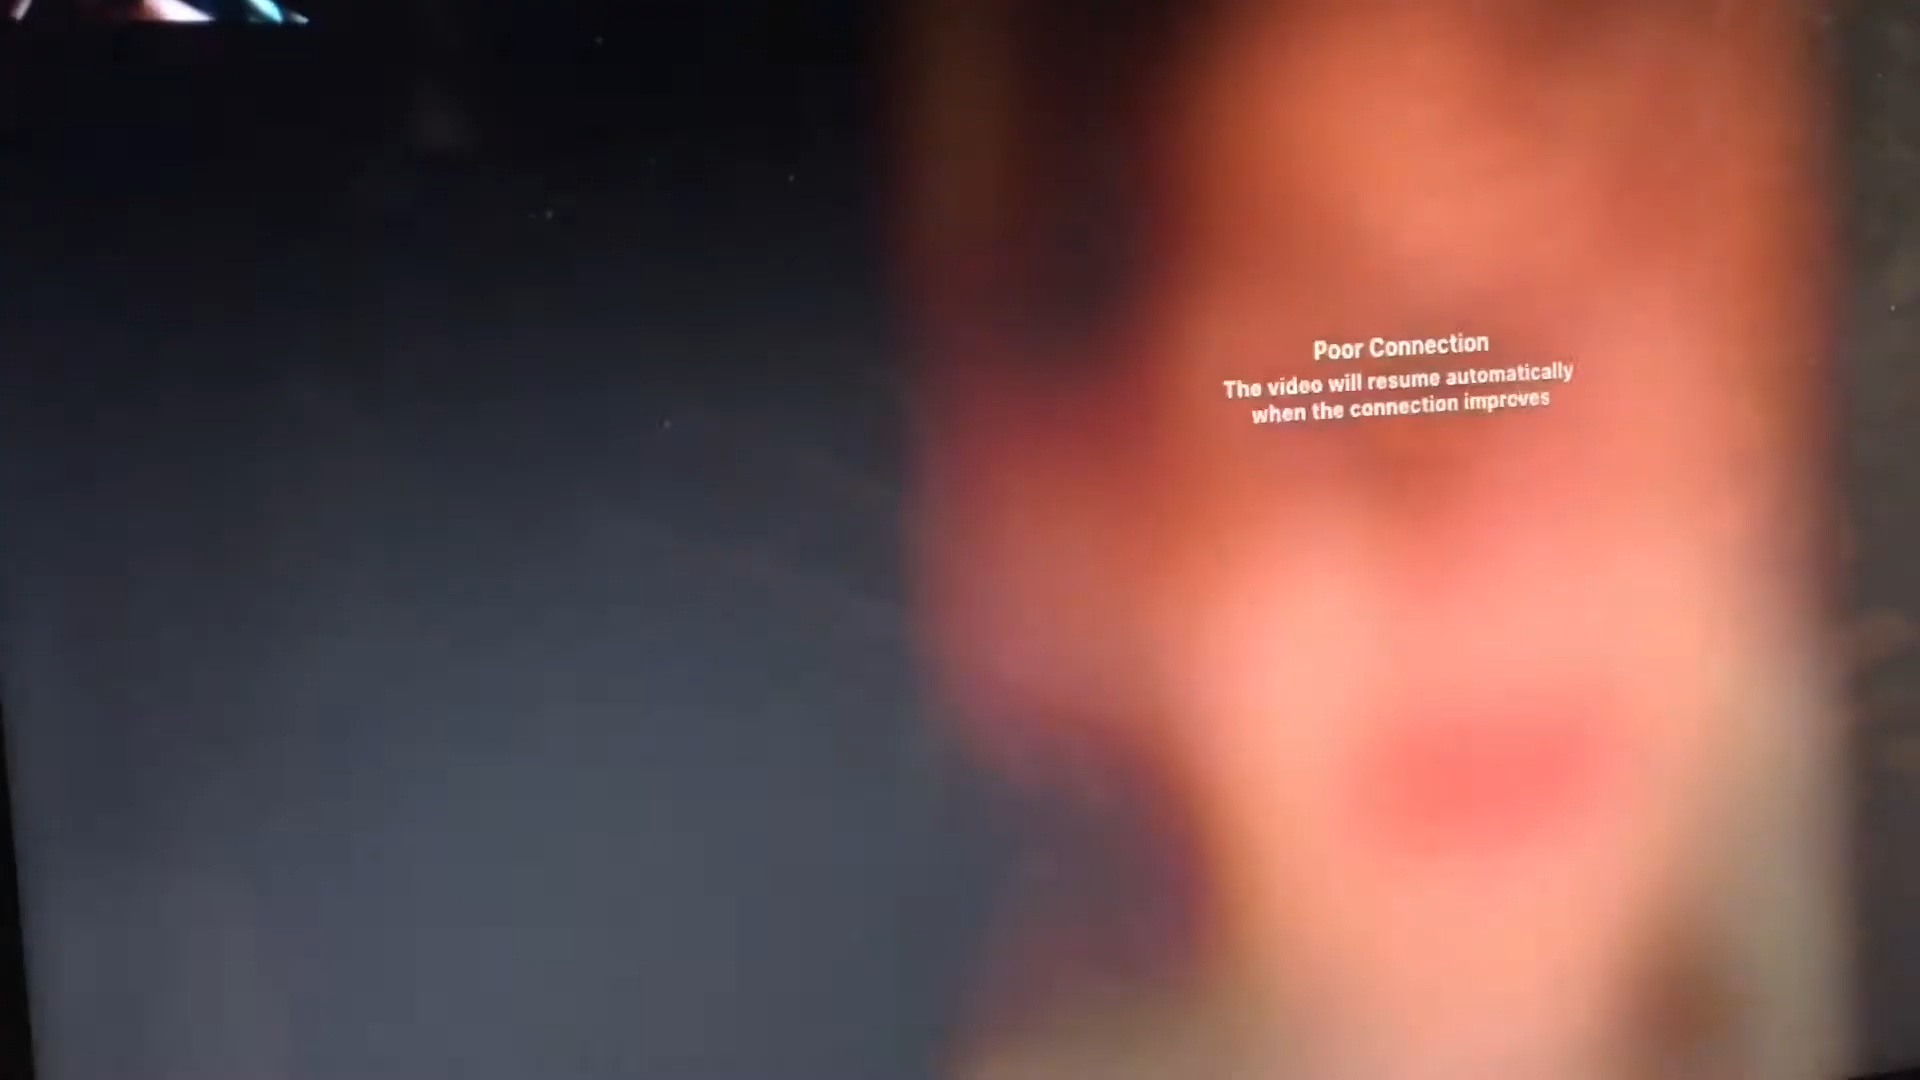 Poor Connection
The video will resume automatically
when the connection improves